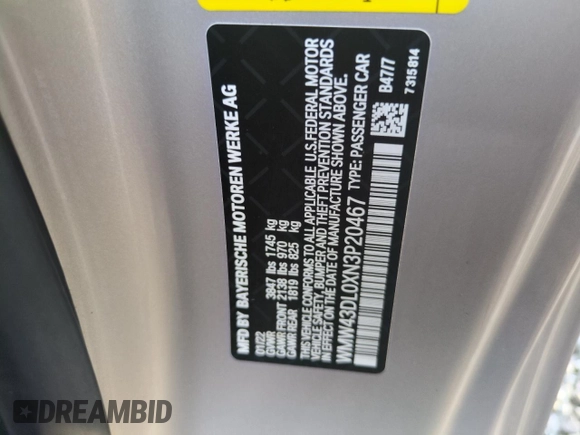 MFD BY BAYERISCHE MOTOREN WERKE AG
01/22
GVWR 3847 lbs 1745 kg
GAWR FRONT 2138 lbs 970 kg
GAWR REAR 1819 lbs 825 kg
THIS VEHICLE CONFORMS TO ALL APPLICABLE U.S.FEDERAL MOTOR
VEHICLE SAFETY, BUMPER AND THEFT PREVENTION STANDARDS
IN EFFECT ON THE DATE OF MANUFACTURE SHOWN ABOVE.
WMW43DL0XN3P20467 TYPE: PASSENGER CAR
B47/7
7 315 814
DREAMBID